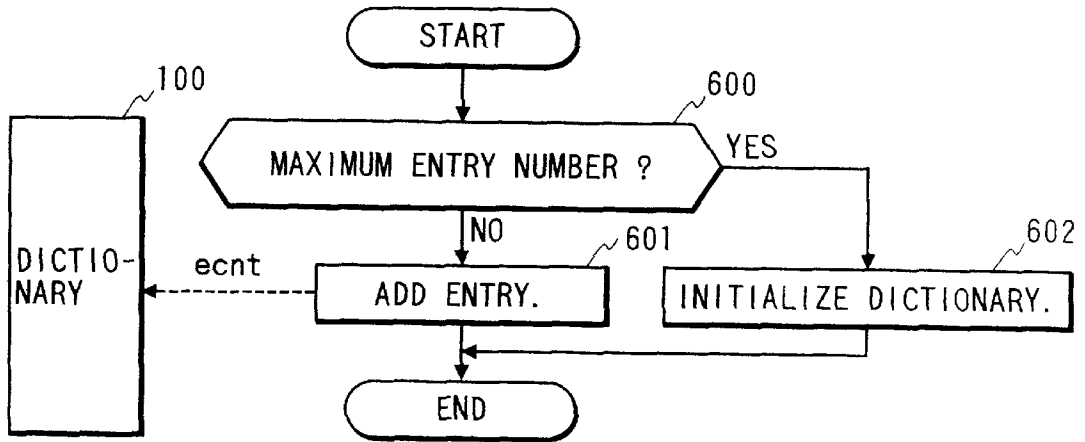 START
100
600
MAXIMUM ENTRY NUMBER ?
YES
NO
601
602
DICTIO-
NARY
ecnt
ADD ENTRY.
INITIALIZE DICTIONARY.
END